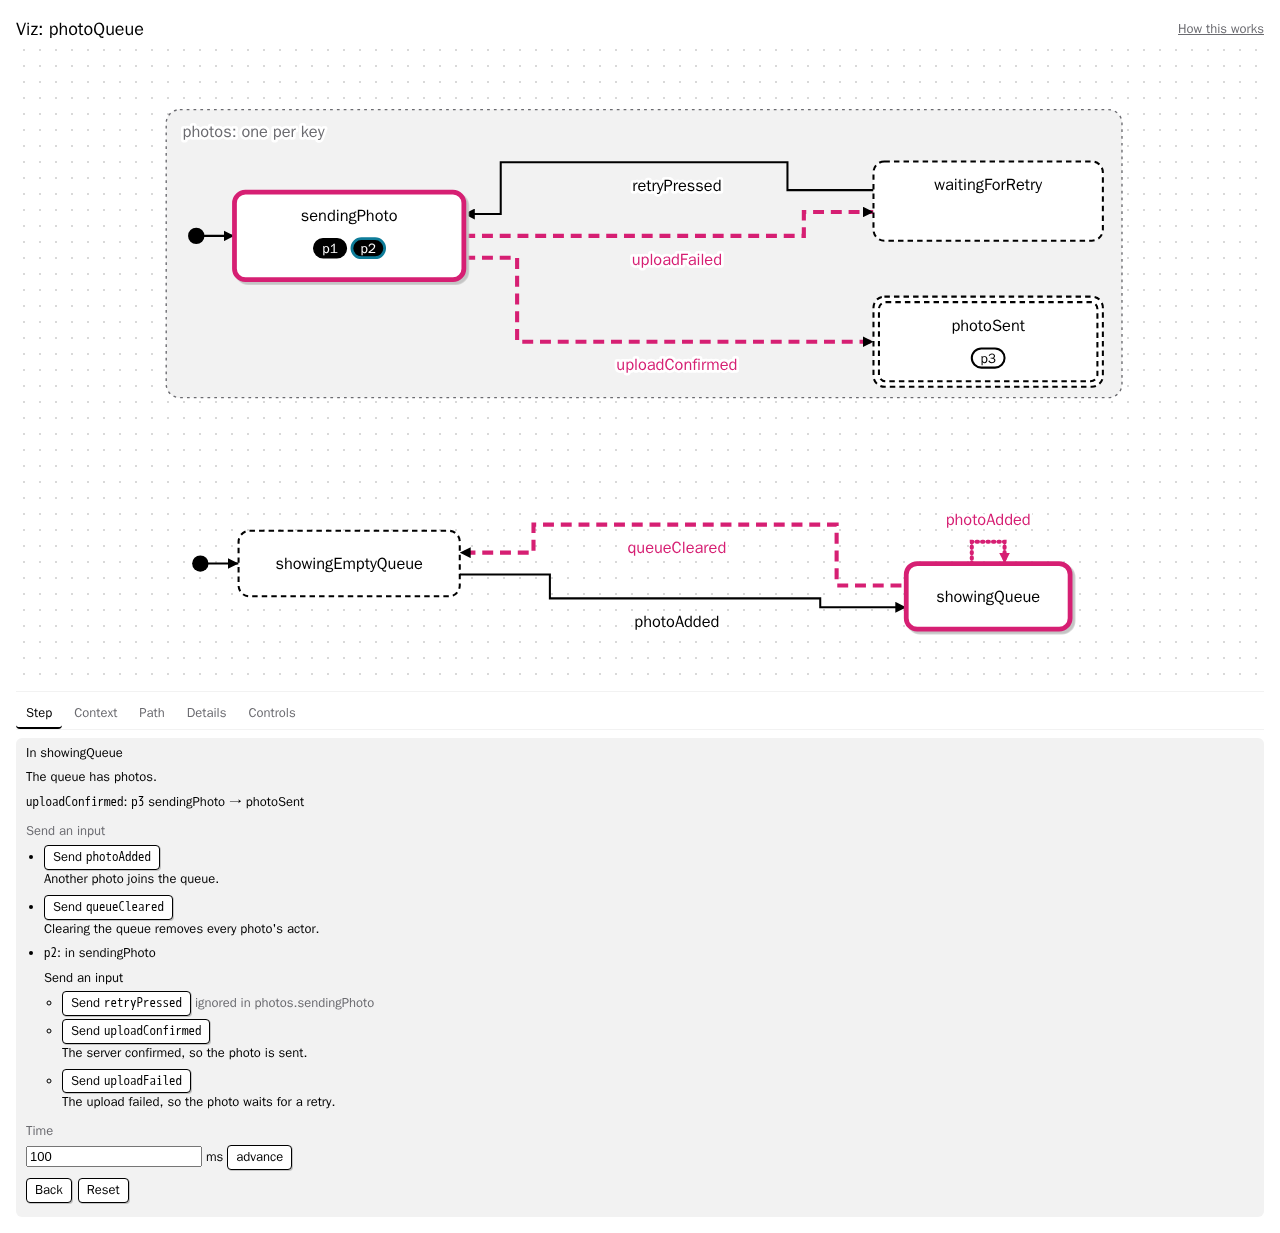 Viz: photoQueue
How this works
photos: one per key
retryPressed
waitingForRetry
sendingPhoto
p1
p2
uploadFailed
photoSent
p3
uploadConfirmed
photoAdded
queueCleared
showingEmptyQueue
showingQueue
photoAdded
Step
Context
Path
Details
Controls
In showingQueue
The queue has photos.
uploadConfirmed: p3 sendingPhoto → photoSent
Send an input
Send photoAdded
Another photo joins the queue.
Send queueCleared
Clearing the queue removes every photo's actor.
p2: in sendingPhoto
Send an input
Send retryPressed ignored in photos.sendingPhoto
Send uploadConfirmed
The server confirmed, so the photo is sent.
Send uploadFailed
The upload failed, so the photo waits for a retry.
Time
100 ms advance
Back Reset